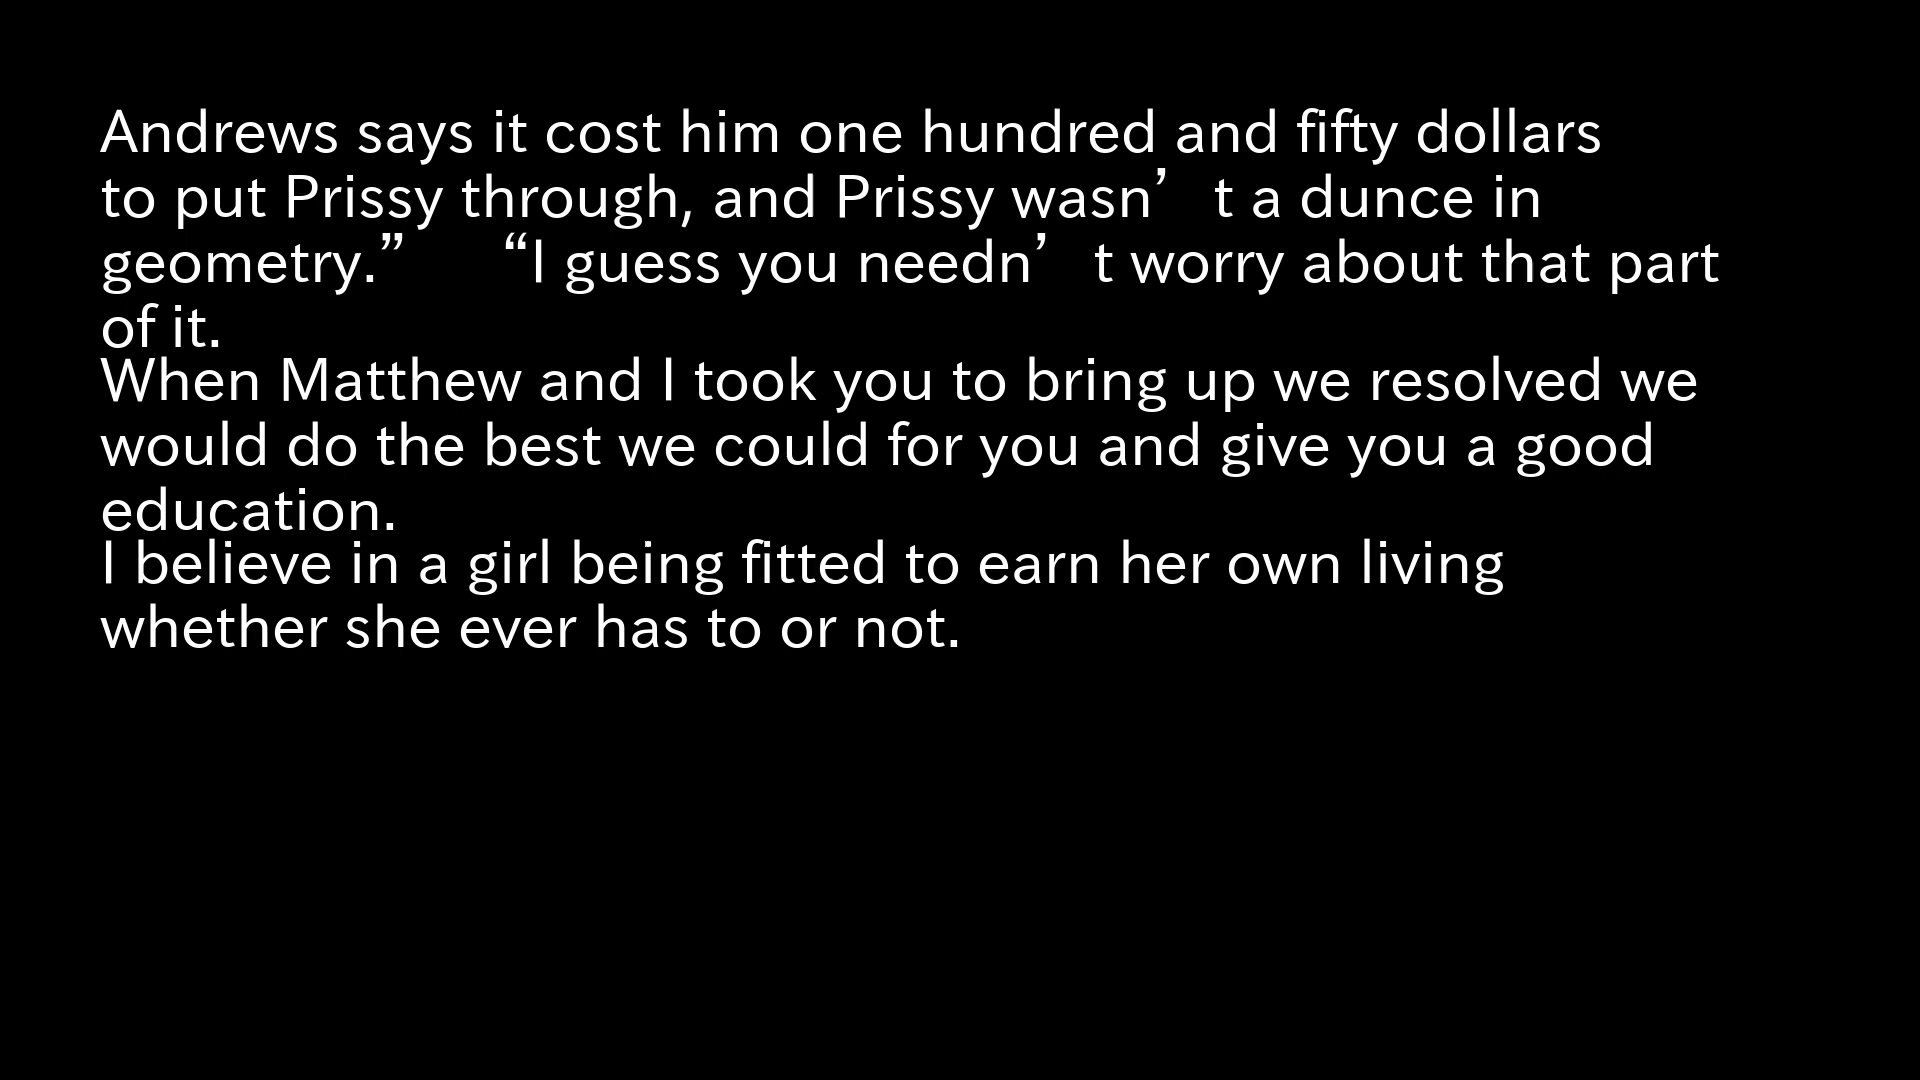 Andrews says it cost him one hundred and fifty dollars
to put Prissy through, and Prissy wasn’t a dunce in
geometry.” “I guess you needn’t worry about that part
of it.
When Matthew and I took you to bring up we resolved we
would do the best we could for you and give you a good
education.
I believe in a girl being fitted to earn her own living
whether she ever has to or not.